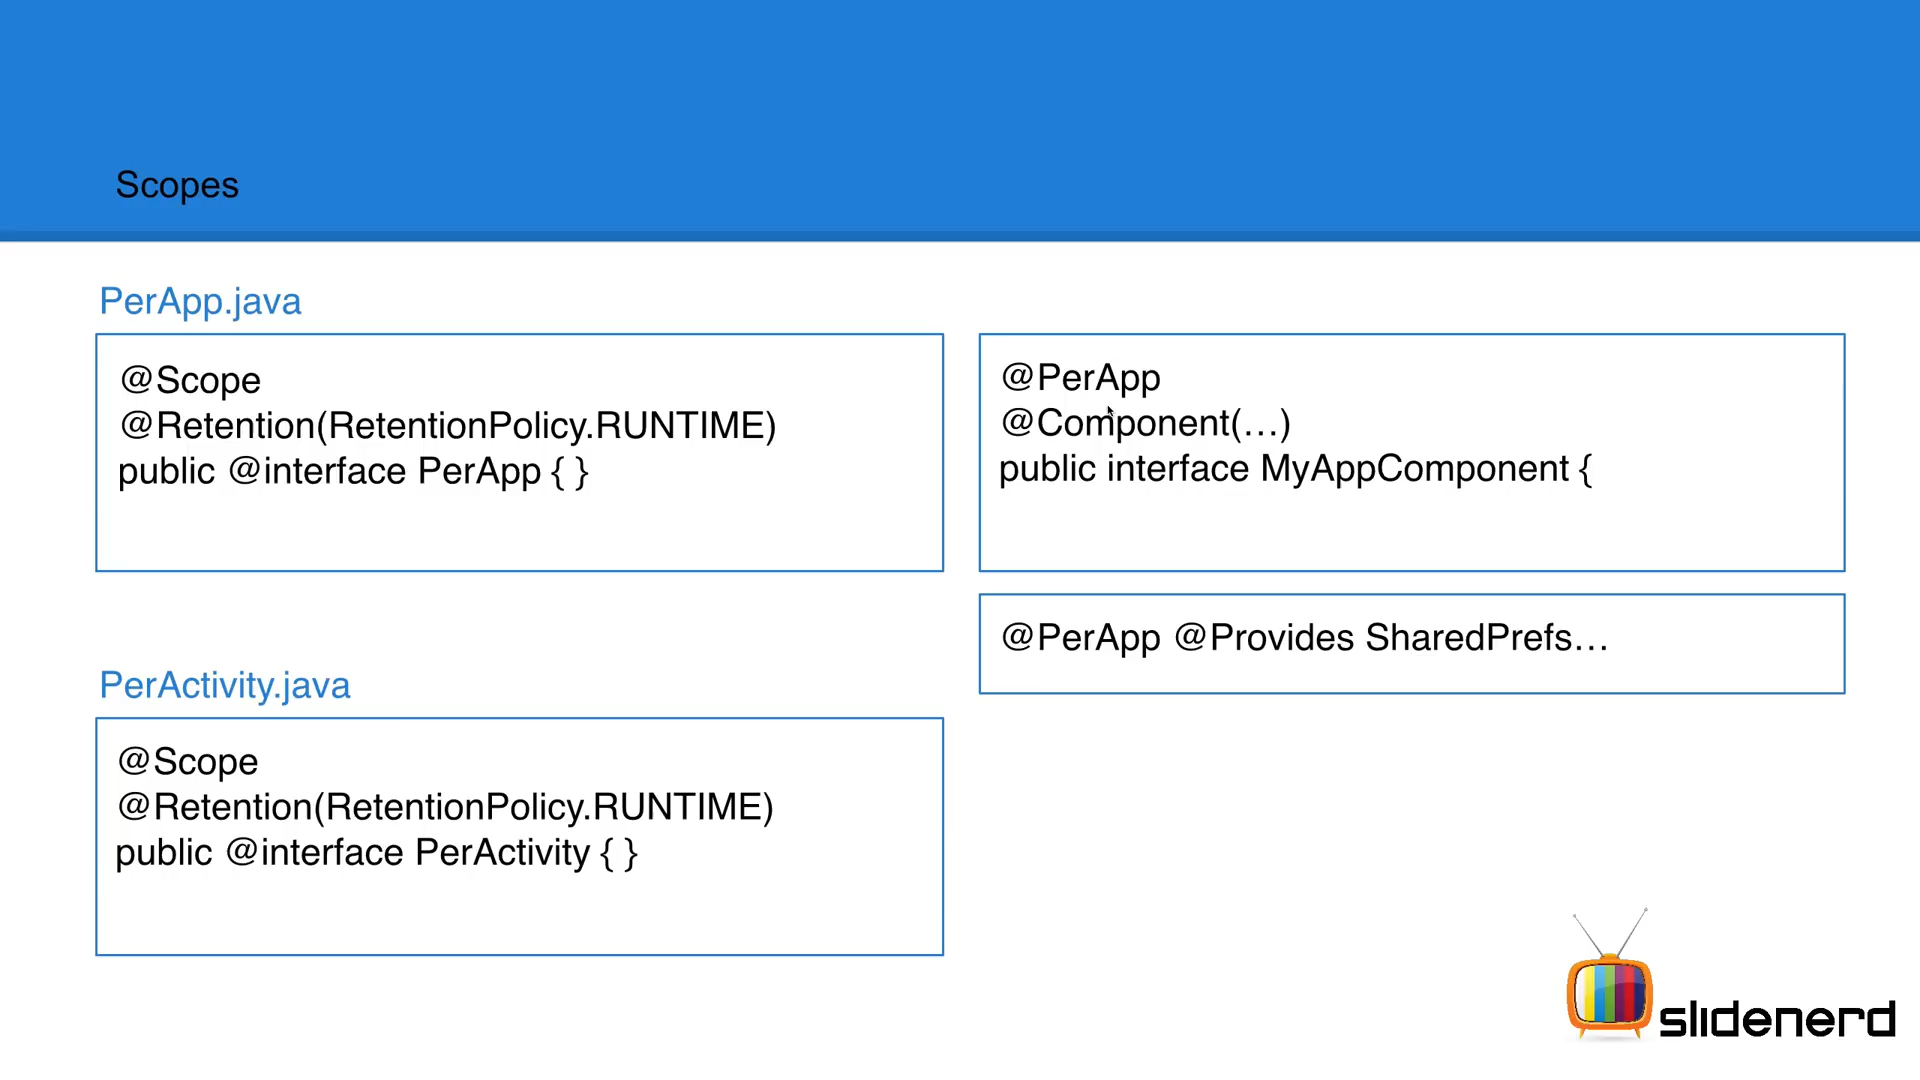 Scopes
PerApp.java
@Scope
@Retention(RetentionPolicy.RUNTIME)
public @interface PerApp { }
@PerApp
@Component(…)
public interface MyAppComponent {
@PerApp @Provides SharedPrefs…
PerActivity.java
@Scope
@Retention(RetentionPolicy.RUNTIME)
public @interface PerActivity { }
slidenerd